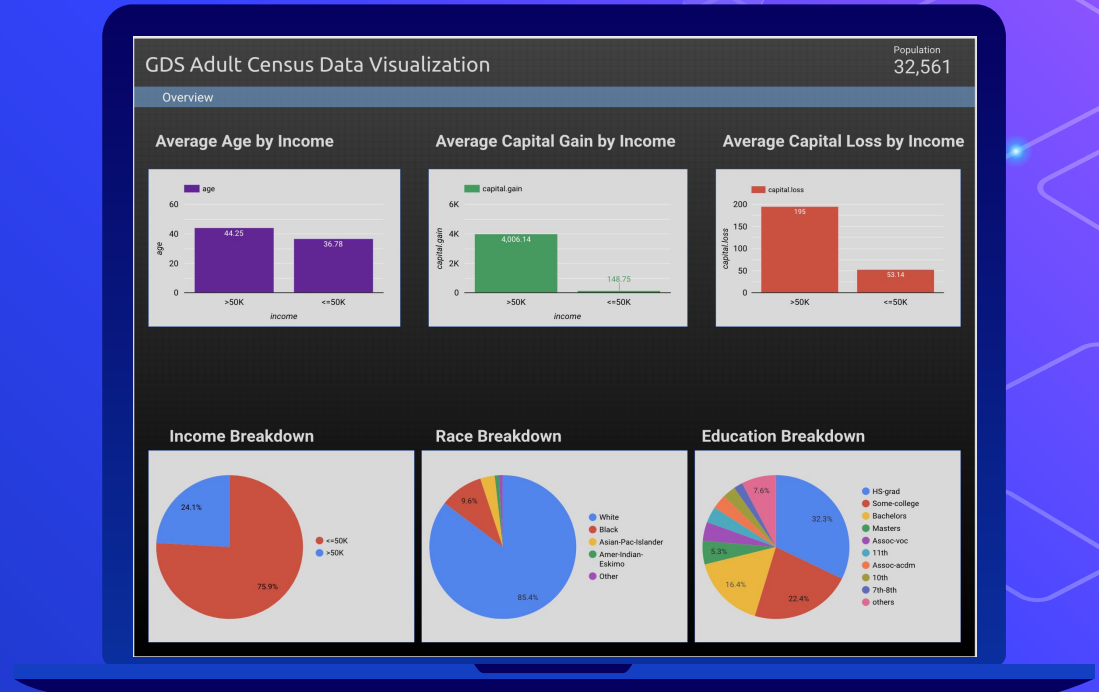 GDS Adult Census Data Visualization
Population
32,561
Overview
Average Age by Income
age
60
40
20
0
age
44.25
36.78
>50K
<=50K
income
Average Capital Gain by Income
capital.gain
6K
4K
2K
0
capital.gain
4,006.14
148.75
>50K
<=50K
income
Average Capital Loss by Income
capital.loss
200
150
100
50
0
capital.loss
195
53.14
>50K
<=50K
Income Breakdown
24.1%
75.9%
<=50K
>50K
Race Breakdown
9.6%
85.4%
White
Black
Asian-Pac-Islander
Amer-Indian-
Eskimo
Other
Education Breakdown
7.6%
32.3%
5.3%
16.4%
22.4%
HS-grad
Some-college
Bachelors
Masters
Assoc-voc
11th
Assoc-acdm
10th
7th-8th
others